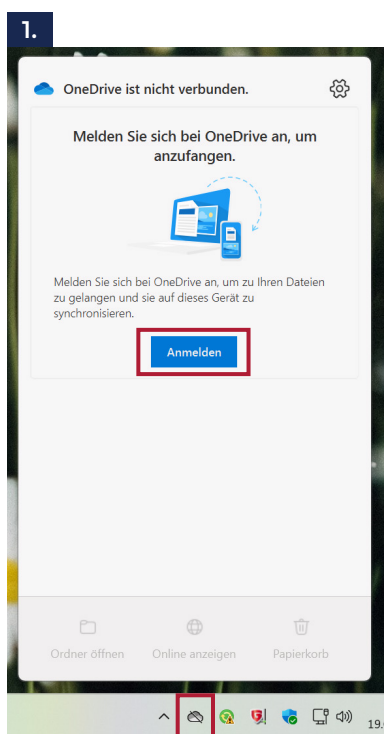 1.
OneDrive ist nicht verbunden.
Melden Sie sich bei OneDrive an, um
anzufangen.
Melden Sie sich bei OneDrive an, um zu Ihren Dateien
zu gelangen und sie auf dieses Gerät zu
synchronisieren.
Anmelden
Ordner öffnen Online anzeigen Papierkorb
19.